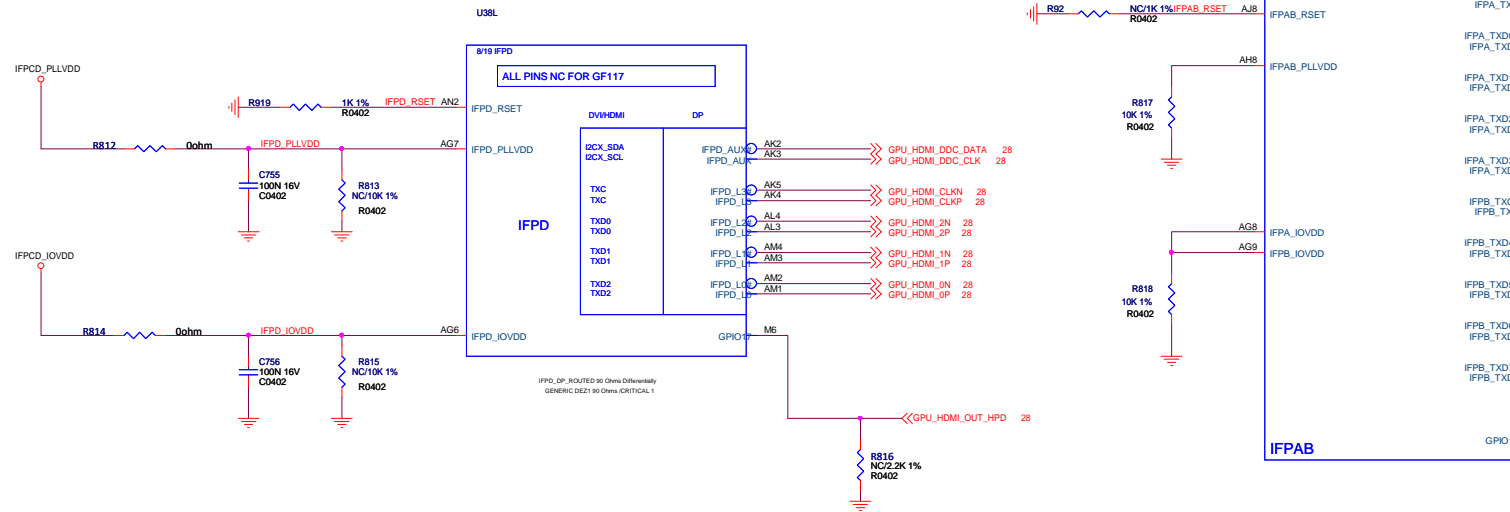 U38L
8/19 IFPD
ALL PINS NC FOR GF117
IFPCD_PLLVDD
R919 1K 1% IFPD_RSET AN2 IFPD_RSET
R0402
DVI/HDMI DP
R812 0ohm IFPD_PLLVDD AG7 IFPD_PLLVDD
I2CX_SDA IFPD_AUX# AK2 GPU_HDMI_DDC_DATA 28
I2CX_SCL IFPD_AUX AK3 GPU_HDMI_DDC_CLK 28
C755
100N 16V
C0402
R813
NC/10K 1%
R0402
TXC IFPD_L3# AK5 GPU_HDMI_CLKN 28
TXC IFPD_L3 AK4 GPU_HDMI_CLKP 28
IFPD
TXD0 IFPD_L2# AL4 GPU_HDMI_2N 28
TXD0 IFPD_L2 AL3 GPU_HDMI_2P 28
TXD1 IFPD_L1# AM4 GPU_HDMI_1N 28
TXD1 IFPD_L1 AM3 GPU_HDMI_1P 28
TXD2 IFPD_L0# AM2 GPU_HDMI_0N 28
TXD2 IFPD_L0 AM1 GPU_HDMI_0P 28
IFPCD_IOVDD
R814 0ohm IFPD_IOVDD AG6 IFPD_IOVDD
GPIO17 M6
C756
100N 16V
C0402
R815
NC/10K 1%
R0402
IFPD_DP_ROUTED 90 Ohms Differentially
GENERIC DEZ1 90 Ohms /CRITICAL 1
GPU_HDMI_OUT_HPD 28
R816
NC/2.2K 1%
R0402
R92 NC/1K 1% IFPAB_RSET AJ8 IFPAB_RSET
R0402
AH8 IFPAB_PLLVDD
R817
10K 1%
R0402
AG8 IFPA_IOVDD
AG9 IFPB_IOVDD
R818
10K 1%
R0402
IFPAB